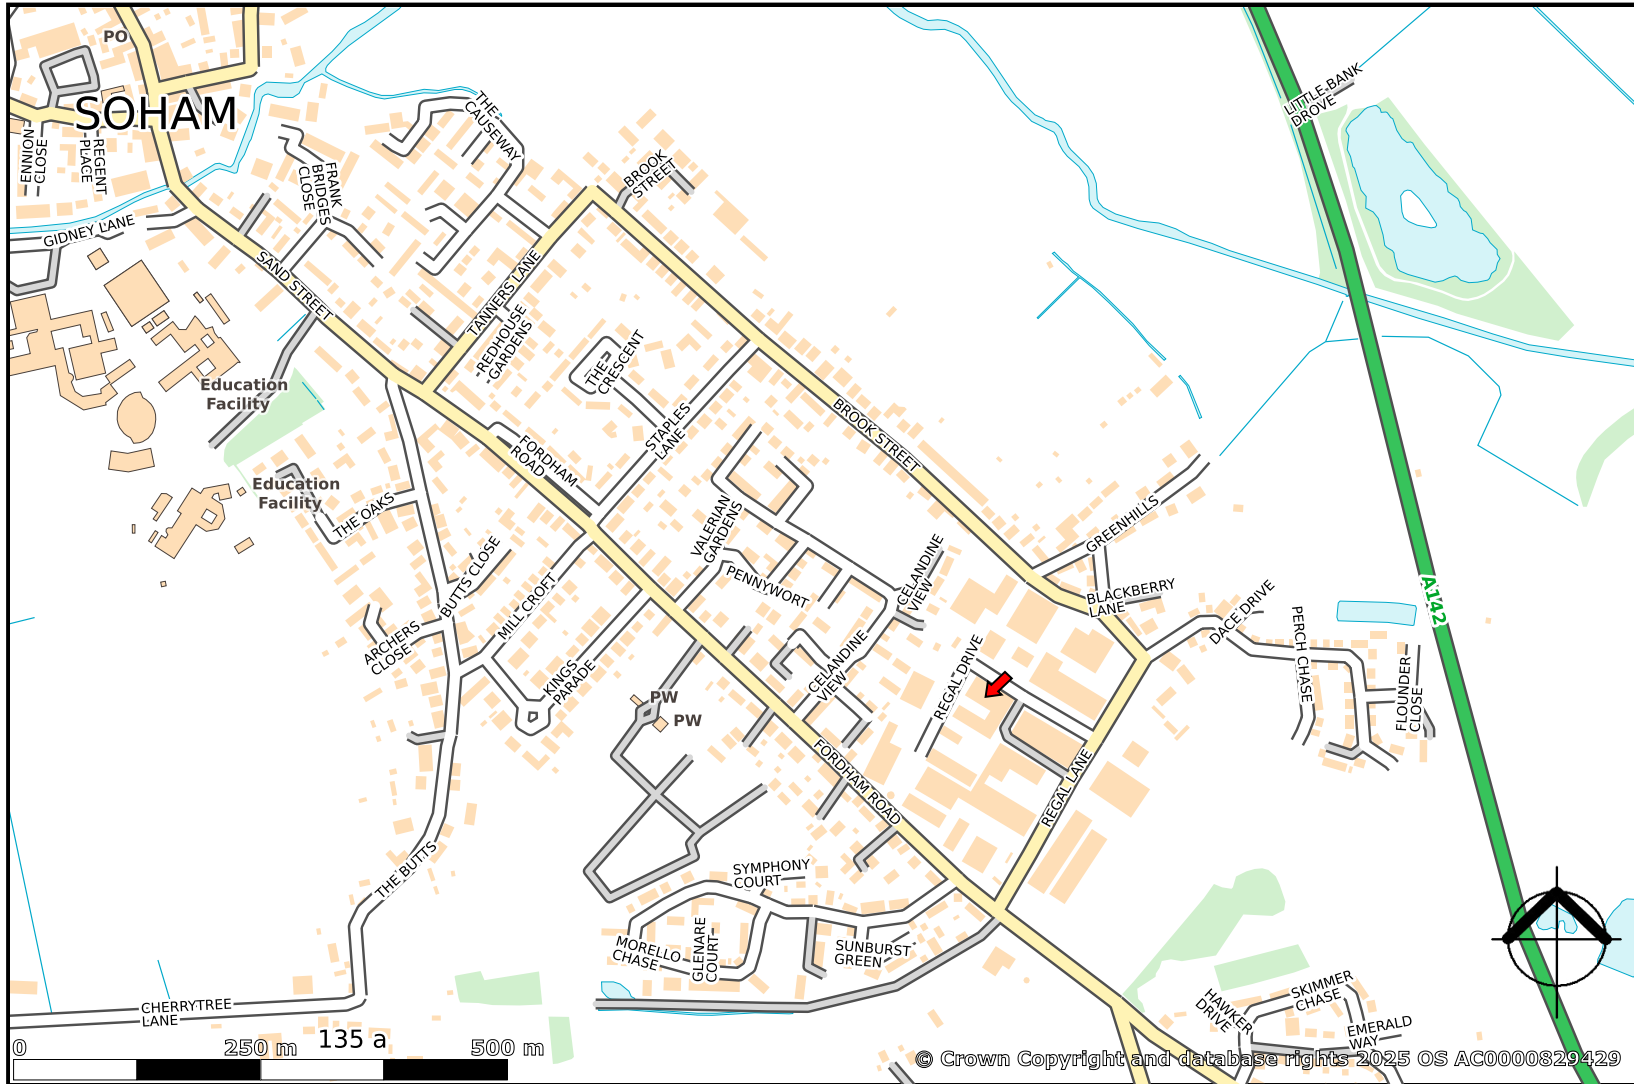 PO
SOHAM
ENNION
CLOSE
REGENT
PLACE
THE
CAUSEWAY
FRANK
BRIDGES
CLOSE
BROOK
STREET
LITTLE BANK
DROVE
GIDNEY LANE
SAND STREET
TANNERS LANE
REDHOUSE
GARDENS
THE
CRESCENT
Education
Facility
STAPLES
LANE
BROOK STREET
FORDHAM
ROAD
Education
Facility
THE OAKS
VALERIAN
GARDENS
GREENHILLS
BUTTS CLOSE
PENNYWORT
CELANDINE
VIEW
MILL CROFT
BLACKBERRY
LANE
DACE DRIVE
A142
PERCH CHASE
ARCHERS
CLOSE
KINGS
PARADE
CELANDINE
VIEW
REGAL DRIVE
FLOUNDER
CLOSE
PW
PW
FORDHAM ROAD
REGAL LANE
THE BUTTS
SYMPHONY
COURT
MORELLO
CHASE
GLENARE
COURT
SUNBURST
GREEN
CHERRYTREE
LANE
HAWKER
DRIVE
SKIMMER
CHASE
EMERALD
WAY
135 a
0 250 m 500 m
© Crown Copyright and database rights 2025 OS AC0000829429